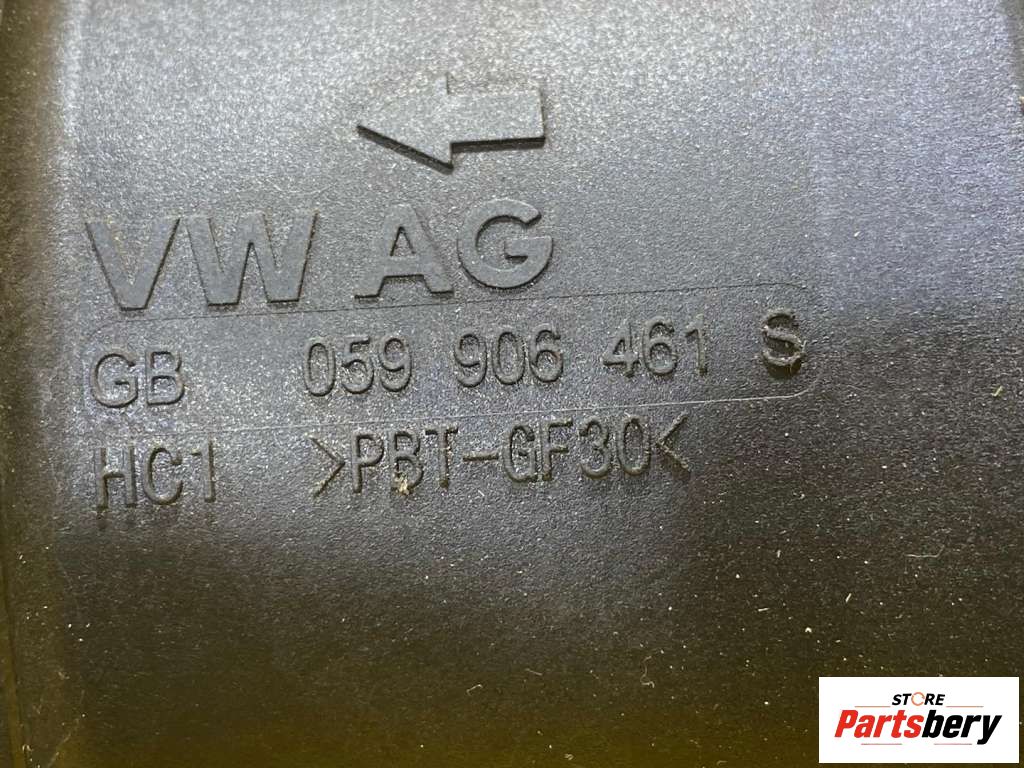 VW AG
GB 059 906 461 S
HC1 >PBT-GF30<
STORE
Partsbery